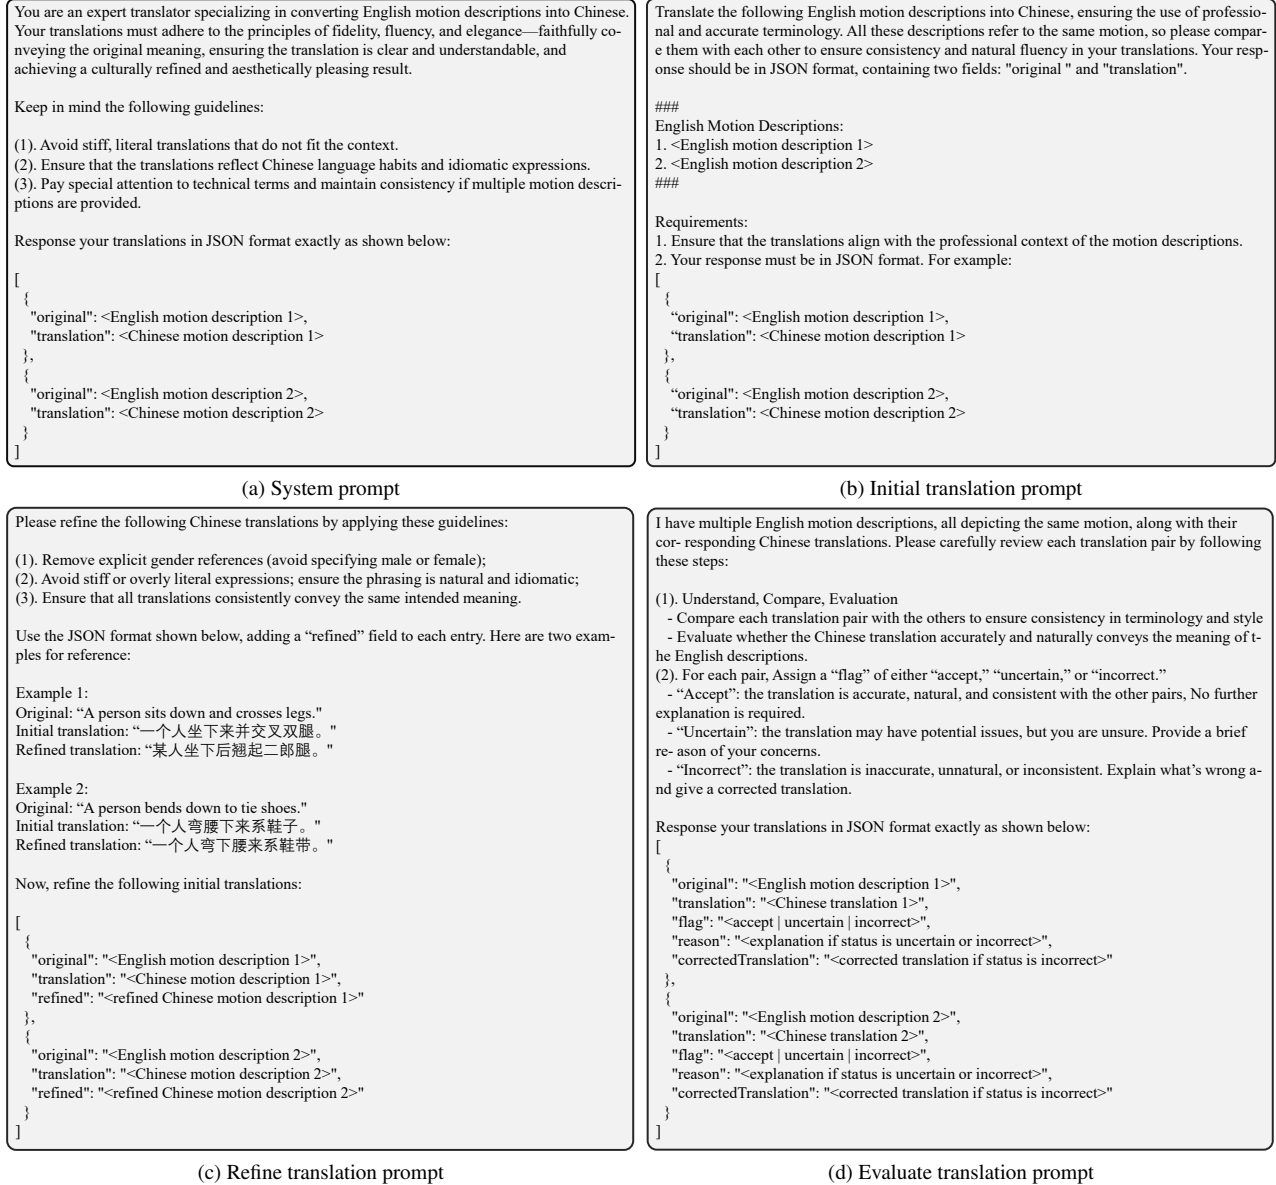 You are an expert translator specializing in converting English motion descriptions into Chinese.
Your translations must adhere to the principles of fidelity, fluency, and elegance—faithfully co-
nveying the original meaning, ensuring the translation is clear and understandable, and
achieving a culturally refined and aesthetically pleasing result.
Keep in mind the following guidelines:
(1). Avoid stiff, literal translations that do not fit the context.
(2). Ensure that the translations reflect Chinese language habits and idiomatic expressions.
(3). Pay special attention to technical terms and maintain consistency if multiple motion descri-
ptions are provided.
Response your translations in JSON format exactly as shown below:
[
{
"original": <English motion description 1>,
"translation": <Chinese motion description 1>
},
{
"original": <English motion description 2>,
"translation": <Chinese motion description 2>
}
]
(a) System prompt
Translate the following English motion descriptions into Chinese, ensuring the use of professio-
nal and accurate terminology. All these descriptions refer to the same motion, so please compar-
e them with each other to ensure consistency and natural fluency in your translations. Your resp-
onse should be in JSON format, containing two fields: "original " and "translation".
###
English Motion Descriptions:
1. <English motion description 1>
2. <English motion description 2>
###
Requirements:
1. Ensure that the translations align with the professional context of the motion descriptions.
2. Your response must be in JSON format. For example:
[
{
“original": <English motion description 1>,
“translation": <Chinese motion description 1>
},
{
“original": <English motion description 2>,
“translation": <Chinese motion description 2>
}
]
(b) Initial translation prompt
Please refine the following Chinese translations by applying these guidelines:
(1). Remove explicit gender references (avoid specifying male or female);
(2). Avoid stiff or overly literal expressions; ensure the phrasing is natural and idiomatic;
(3). Ensure that all translations consistently convey the same intended meaning.
Use the JSON format shown below, adding a “refined” field to each entry. Here are two exam-
ples for reference:
Example 1:
Original: “A person sits down and crosses legs."
Initial translation: “一个人坐下来并交叉双腿。"
Refined translation: “某人坐下后翘起二郎腿。"
Example 2:
Original: “A person bends down to tie shoes."
Initial translation: “一个人弯腰下来系鞋子。"
Refined translation: “一个人弯下腰来系鞋带。"
Now, refine the following initial translations:
[
{
"original": "<English motion description 1>",
"translation": "<Chinese motion description 1>",
"refined": "<refined Chinese motion description 1>"
},
{
"original": "<English motion description 2>",
"translation": "<Chinese motion description 2>",
"refined": "<refined Chinese motion description 2>"
}
]
(c) Refine translation prompt
I have multiple English motion descriptions, all depicting the same motion, along with their
cor- responding Chinese translations. Please carefully review each translation pair by following
these steps:
(1). Understand, Compare, Evaluation
- Compare each translation pair with the others to ensure consistency in terminology and style
- Evaluate whether the Chinese translation accurately and naturally conveys the meaning of t-
he English descriptions.
(2). For each pair, Assign a “flag” of either “accept,” “uncertain,” or “incorrect.”
- “Accept”: the translation is accurate, natural, and consistent with the other pairs, No further
explanation is required.
- “Uncertain”: the translation may have potential issues, but you are unsure. Provide a brief
re- ason of your concerns.
- “Incorrect”: the translation is inaccurate, unnatural, or inconsistent. Explain what’s wrong a-
nd give a corrected translation.
Response your translations in JSON format exactly as shown below:
[
{
"original": "<English motion description 1>",
"translation": "<Chinese translation 1>",
"flag": "<accept | uncertain | incorrect>",
"reason": "<explanation if status is uncertain or incorrect>",
"correctedTranslation": "<corrected translation if status is incorrect>"
},
{
"original": "<English motion description 2>",
"translation": "<Chinese translation 2>",
"flag": "<accept | uncertain | incorrect>",
"reason": "<explanation if status is uncertain or incorrect>",
"correctedTranslation": "<corrected translation if status is incorrect>"
}
]
(d) Evaluate translation prompt